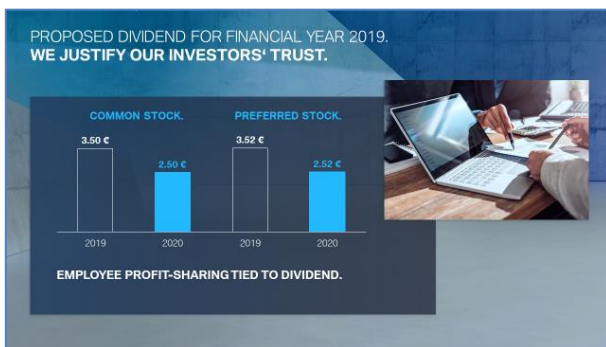 PROPOSED DIVIDEND FOR FINANCIAL YEAR 2019.
WE JUSTIFY OUR INVESTORS‘ TRUST.
COMMON STOCK. PREFERRED STOCK.
3.50 € 3.52 €
2.50 € 2.52 €
2019 2020 2019 2020
EMPLOYEE PROFIT-SHARING TIED TO DIVIDEND.